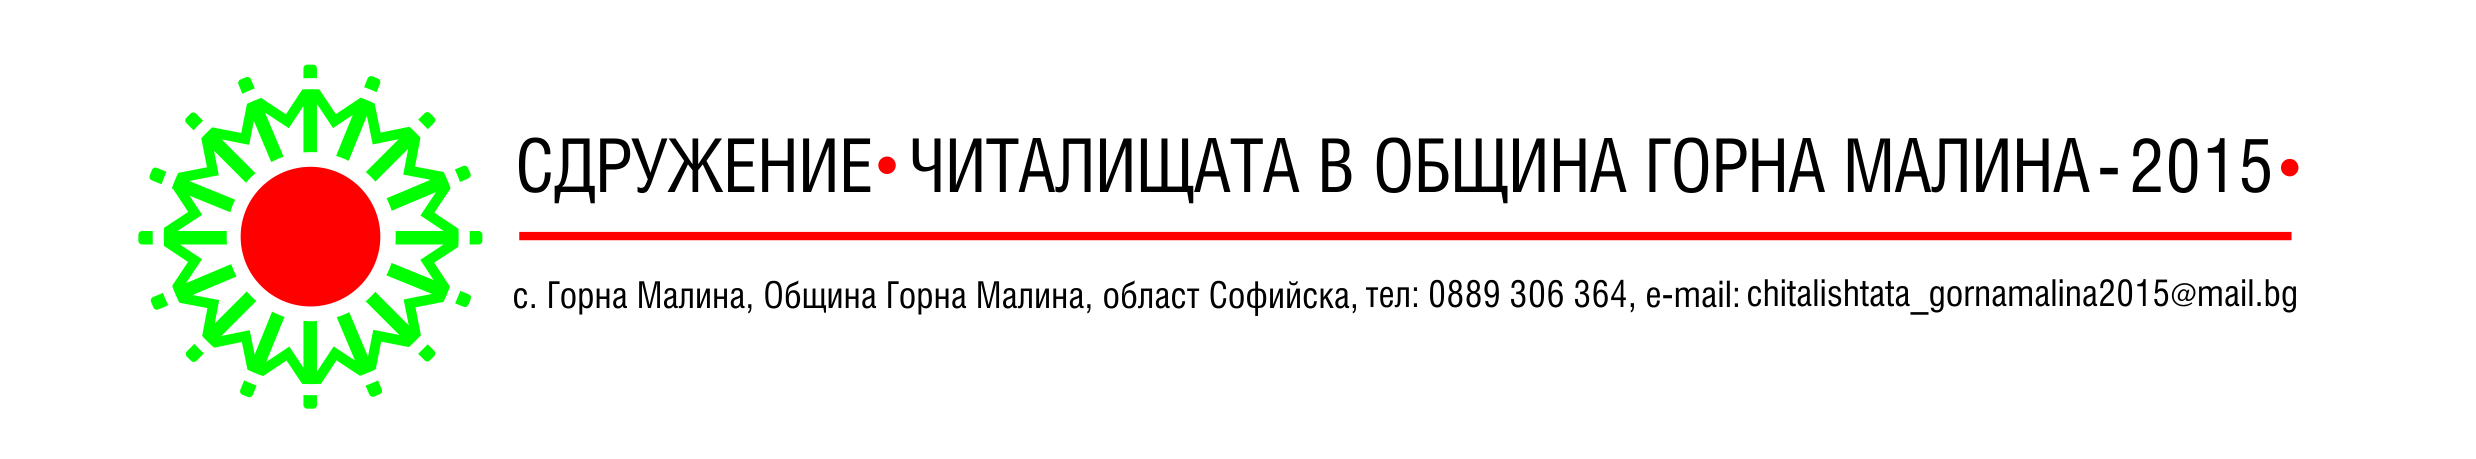 СДРУЖЕНИЕ•ЧИТАЛИЩАТА В ОБЩИНА ГОРНА МАЛИНА-2015•
с. Горна Малина, Община Горна Малина, област Софийска, тел: 0889 306 364, e-mail: chitalishtata_gornamalina2015@mail.bg